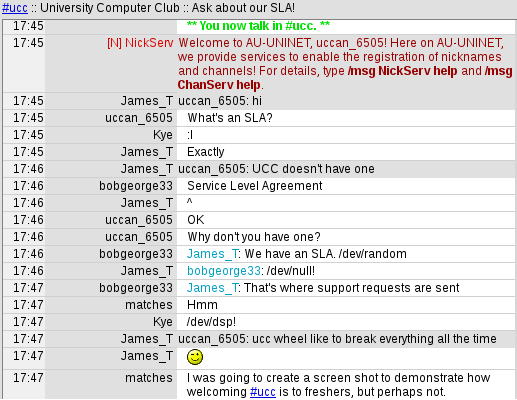 #ucc :: University Computer Club :: Ask about our SLA!
17:45 ** You now talk in #ucc. **
17:45 [N] NickServ Welcome to AU-UNINET, uccan_6505! Here on AU-UNINET,
we provide services to enable the registration of nicknames
and channels! For details, type /msg NickServ help and /msg
ChanServ help.
17:45 James_T uccan_6505: hi
17:45 uccan_6505 What's an SLA?
17:45 Kye :l
17:45 James_T Exactly
17:46 James_T uccan_6505: UCC doesn't have one
17:46 bobgeorge33 Service Level Agreement
17:46 James_T ^
17:46 uccan_6505 OK
17:46 uccan_6505 Why don't you have one?
17:46 bobgeorge33 James_T: We have an SLA. /dev/random
17:46 James_T bobgeorge33: /dev/null!
17:47 bobgeorge33 James_T: That's where support requests are sent
17:47 matches Hmm
17:47 Kye /dev/dsp!
17:47 James_T uccan_6505: ucc wheel like to break everything all the time
17:47 James_T
17:47 matches I was going to create a screen shot to demonstrate how
welcoming #ucc is to freshers, but perhaps not.